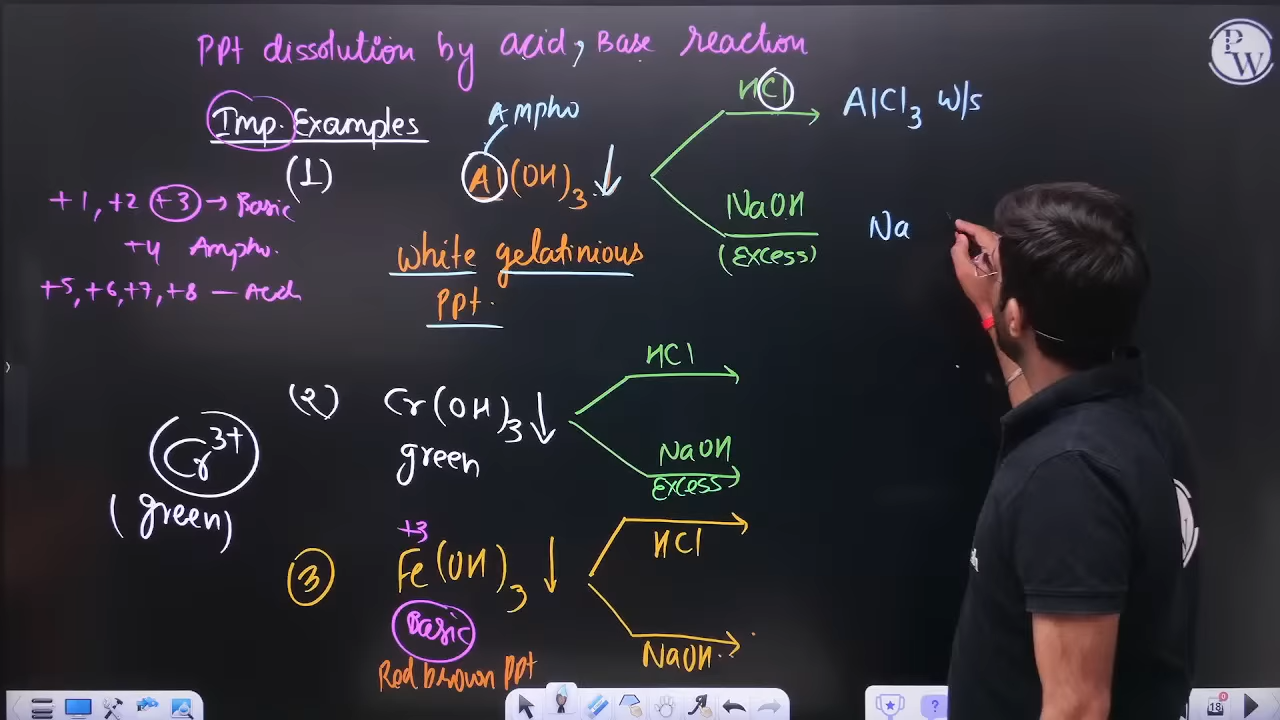 PPt dissolution by acid, Base reaction
PW
Imp. Examples
(1)
Ampho
Al(OH)3 ↓
HCl
AlCl3 W/s
NaOH
(Excess)
Na
+1, +2 +3 → Basic
+4 Ampho.
+5, +6, +7, +8 — Acid
White gelatinious
PPt.
(2) Cr(OH)3 ↓
green
HCl
NaOH
Excess
Cr3+
(green)
+3
3 Fe(OH)3 ↓
Basic
Red brown PPt
HCl
NaOH..
18